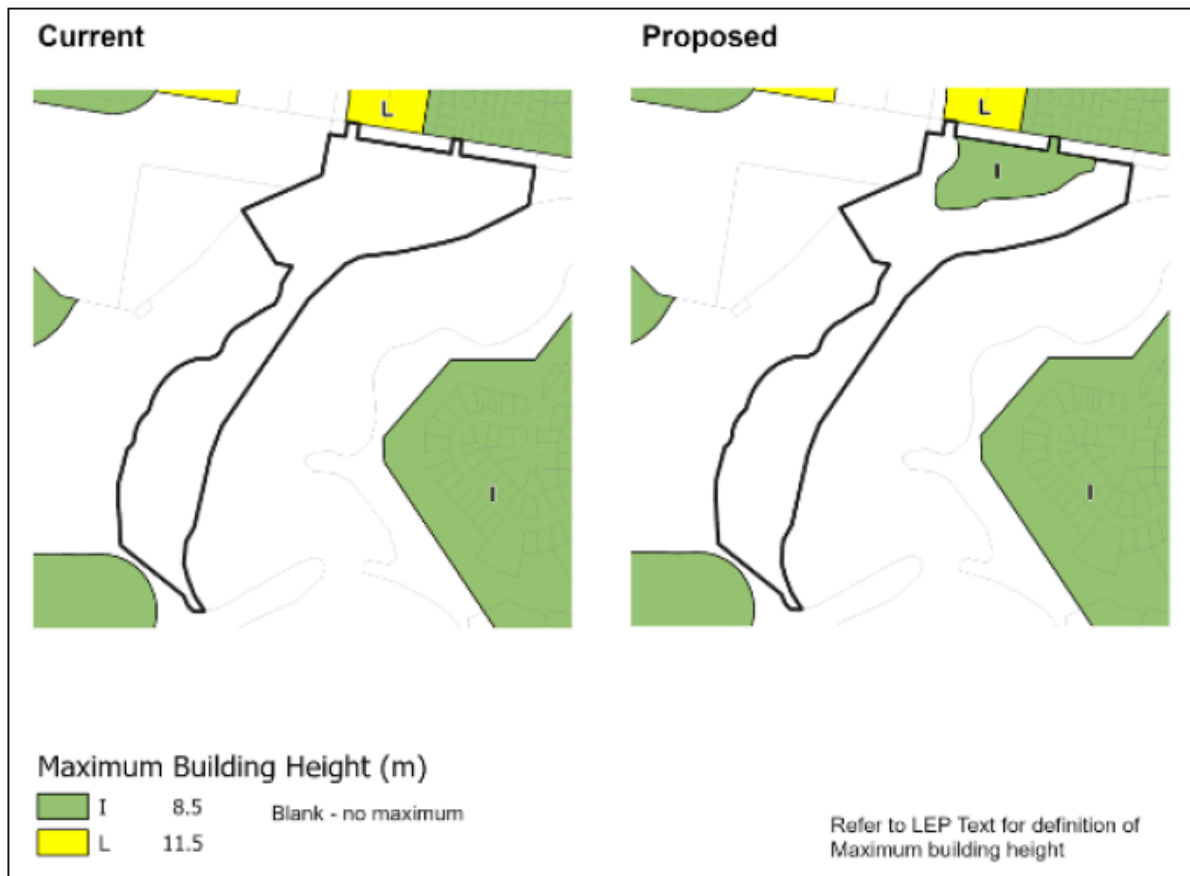 Current
Proposed
L
L
I
I
I
Maximum Building Height (m)
I 8.5
Blank - no maximum
L 11.5
Refer to LEP Text for definition of
Maximum building height